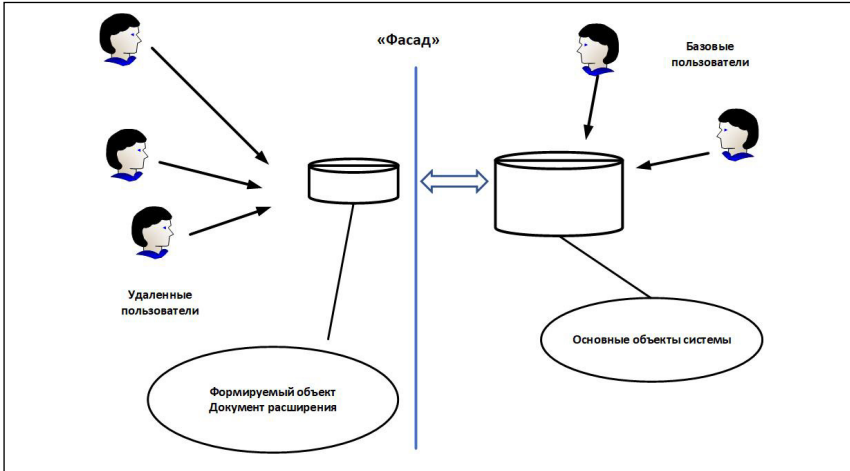 «Фасад»
Базовые
пользователи
Удаленные
пользователи
Основные объекты системы
Формируемый объект
Документ расширения